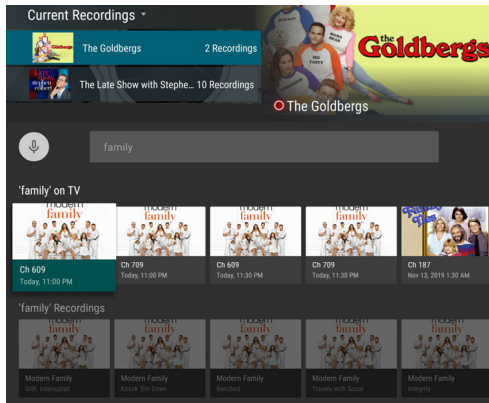 Current Recordings
The Goldbergs 2 Recordings
The Late Show with Stephe... 10 Recordings
the
Goldbergs
The Goldbergs
family
'family' on TV
modern
family
modern
family
modern
family
modern
family
Family
Ties
Ch 609
Today, 11:00 PM
Ch 709
Today, 11:00 PM
Ch 609
Today, 11:30 PM
Ch 709
Today, 11:30 PM
Ch 187
Nov 13, 2019 1:30 AM
'family' Recordings
modern
family
modern
family
modern
family
modern
family
modern
family
Modern Family
Grill, Interrupted
Modern Family
Knock 'Em Down
Modern Family
Benched
Modern Family
Travels with Scout
Modern Family
Integrity